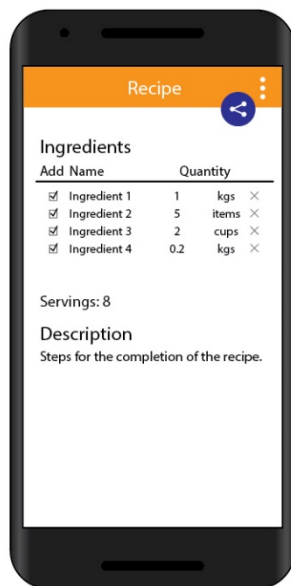 Recipe
Ingredients
Add Name Quantity
Ingredient 1 1 kgs
Ingredient 2 5 items
Ingredient 3 2 cups
Ingredient 4 0.2 kgs
Servings: 8
Description
Steps for the completion of the recipe.